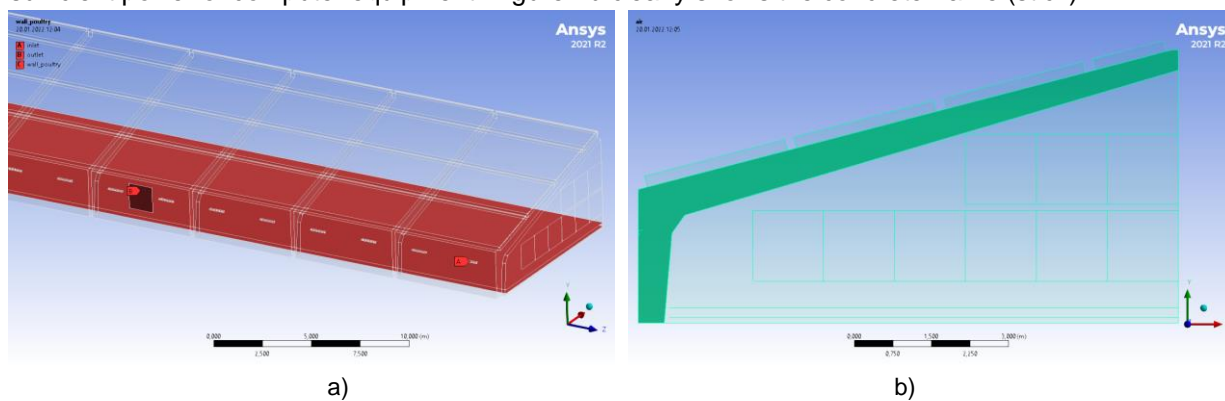 wall_poultry
20.01.2022 12:04
A inlet
B outlet
C wall_poultry
Ansys
2021 R2
B
A
Y
Z
0,000 5,000 10,000 (m)
2,500 7,500
air
20.01.2022 12:05
Ansys
2021 R2
Y
0,000 1,500 3,000 (m)
0,750 2,250
a) b)